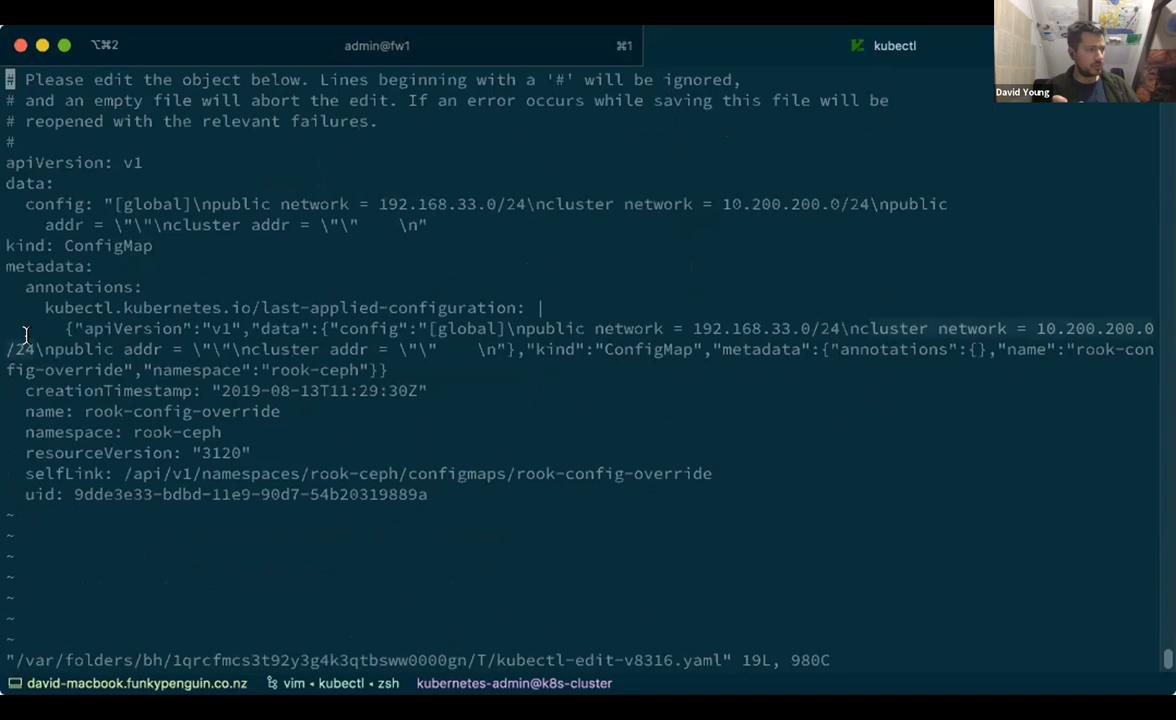 ⌥⌘2 admin@fw1 ⌘1 kubectl
David Young
# Please edit the object below. Lines beginning with a '#' will be ignored,
# and an empty file will abort the edit. If an error occurs while saving this file will be
# reopened with the relevant failures.
#
apiVersion: v1
data:
  config: "[global]\npublic network = 192.168.33.0/24\ncluster network = 10.200.200.0/24\npublic
    addr = \"\"\ncluster addr = \"\"    \n"
kind: ConfigMap
metadata:
  annotations:
    kubectl.kubernetes.io/last-applied-configuration: |
      {"apiVersion":"v1","data":{"config":"[global]\npublic network = 192.168.33.0/24\ncluster network = 10.200.200.0
/24\npublic addr = \"\"\ncluster addr = \"\"    \n"},"kind":"ConfigMap","metadata":{"annotations":{},"name":"rook-con
fig-override","namespace":"rook-ceph"}}
  creationTimestamp: "2019-08-13T11:29:30Z"
  name: rook-config-override
  namespace: rook-ceph
  resourceVersion: "3120"
  selfLink: /api/v1/namespaces/rook-ceph/configmaps/rook-config-override
  uid: 9dde3e33-bdbd-11e9-90d7-54b20319889a
~
~
~
~
~
~
~
"/var/folders/bh/1qrcfmcs3t92y3g4k3qtbsww0000gn/T/kubectl-edit-v8316.yaml" 19L, 980C
david-macbook.funkypenguin.co.nz vim ◂ kubectl ◂ zsh kubernetes-admin@k8s-cluster